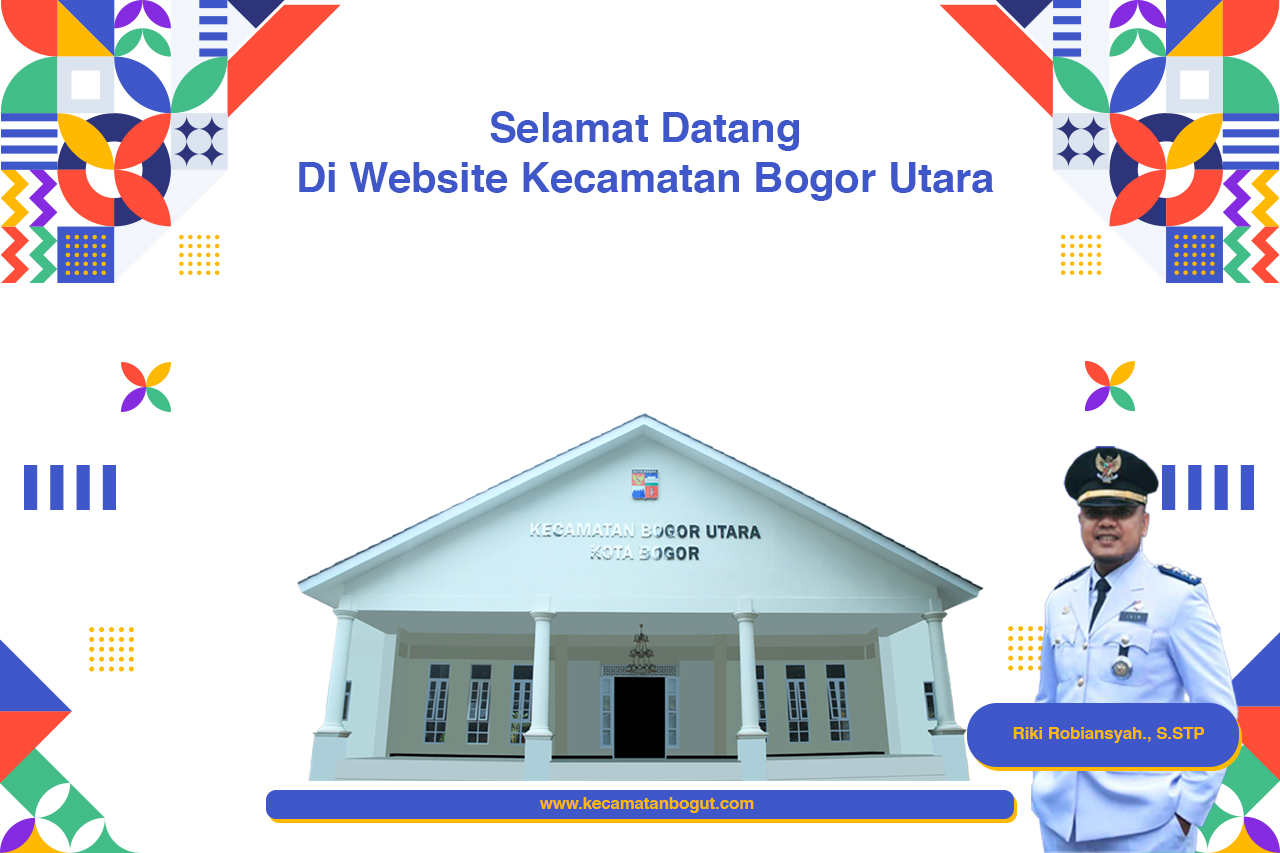 Selamat Datang
Di Website Kecamatan Bogor Utara
KECAMATAN BOGOR UTARA
KOTA BOGOR
Riki Robiansyah., S.STP
www.kecamatanbogut.com